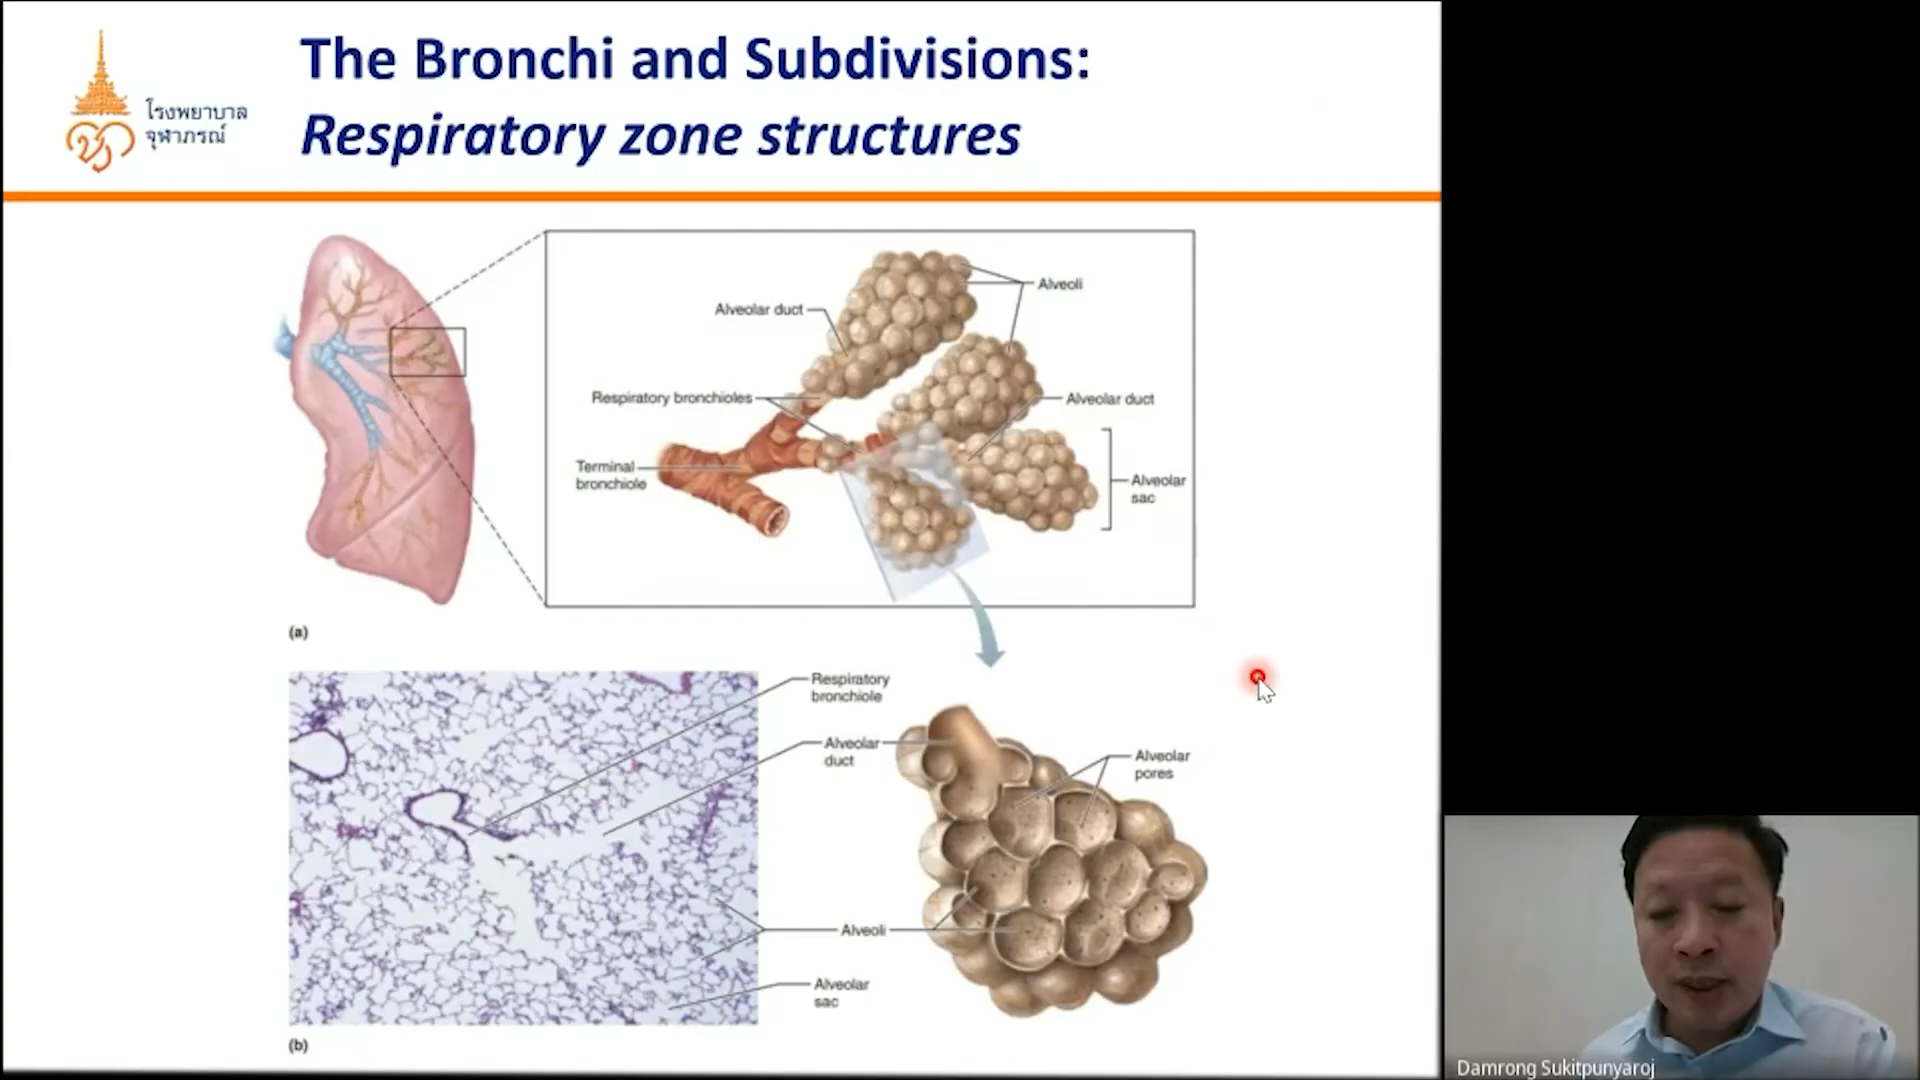 The Bronchi and Subdivisions:
Respiratory zone structures
โรงพยาบาล
จุฬาภรณ์
Alveoli
Alveolar duct
Respiratory bronchioles
Alveolar duct
Terminal
bronchiole
Alveolar
sac
(a)
Respiratory
bronchiole
Alveolar
duct
Alveolar
pores
Alveoli
Alveolar
sac
(b)
Damrong Sukitpunyaroj